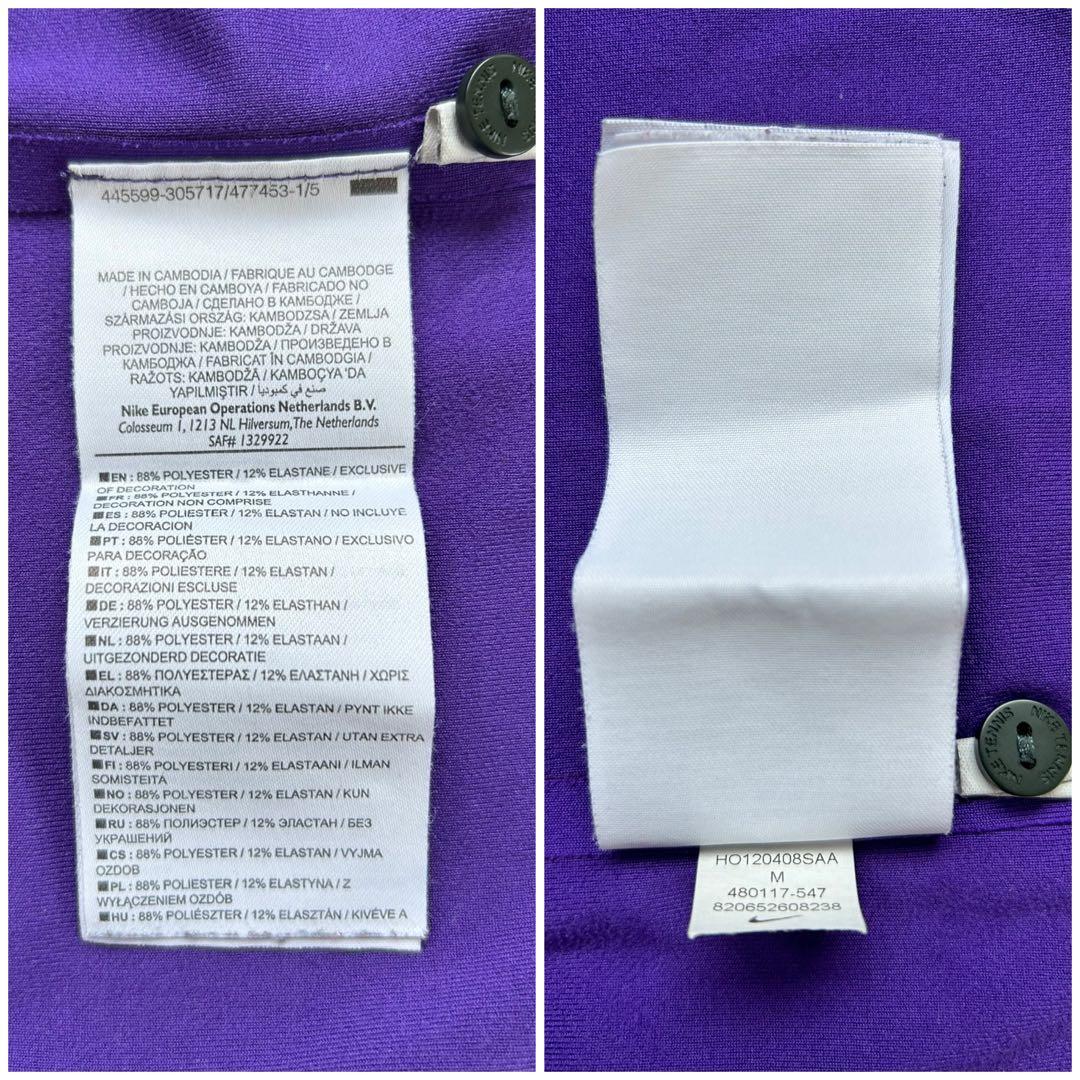 445599-305717/477453-1/5
MADE IN CAMBODIA / FABRIQUE AU CAMBODGE
/ HECHO EN CAMBOYA / FABRICADO NO
CAMBOJA / СДЕЛАНО В КАМБОДЖЕ /
SZÁRMAZÁSI ORSZÁG: KAMBODZSA / ZEMLJA
PROIZVODNJE: KAMBODŽA / DRŽAVA
PROIZVODNJE: KAMBODŽA / ПРОИЗВЕДЕНО В
КАМБОДЖА / FABRICAT ÎN CAMBODGIA /
RAŽOTS: KAMBODŽĀ / KAMBOÇYA 'DA
YAPILMIŞTIR / صنع في كمبوديا
Nike European Operations Netherlands B.V.
Colosseum 1, 1213 NL Hilversum, The Netherlands
SAF# 1329922
EN : 88% POLYESTER / 12% ELASTANE / EXCLUSIVE
OF DECORATION
FR : 88% POLYESTER / 12% ELASTHANNE /
DECORATION NON COMPRISE
ES : 88% POLIESTER / 12% ELASTAN / NO INCLUYE
LA DECORACION
PT : 88% POLIÉSTER / 12% ELASTANO / EXCLUSIVO
PARA DECORAÇÃO
IT : 88% POLIESTERE / 12% ELASTAN /
DECORAZIONI ESCLUSE
DE : 88% POLYESTER / 12% ELASTHAN /
VERZIERUNG AUSGENOMMEN
NL : 88% POLYESTER / 12% ELASTAAN /
UITGEZONDERD DECORATIE
EL : 88% ΠΟΛΥΕΣΤΕΡΑΣ / 12% ΕΛΑΣΤΑΝΗ / ΧΩΡΙΣ
ΔΙΑΚΟΣΜΗΤΙΚΑ
DA : 88% POLYESTER / 12% ELASTAN / PYNT IKKE
INDBEFATTET
SV : 88% POLYESTER / 12% ELASTAN / UTAN EXTRA
DETALJER
FI : 88% POLYESTERI / 12% ELASTAANI / ILMAN
SOMISTEITA
NO : 88% POLYESTER / 12% ELASTAN / KUN
DEKORASJONEN
RU : 88% ПОЛИЭСТЕР / 12% ЭЛАСТАН / БЕЗ
УКРАШЕНИЙ
CS : 88% POLYESTER / 12% ELASTAN / VYJMA
OZDOB
PL : 88% POLIESTER / 12% ELASTYNA / Z
WYŁĄCZENIEM OZDÓB
HU : 88% POLIÉSZTER / 12% ELASZTÁN / KIVÉVE A
NIKE TENNIS
HO120408SAA
M
480117-547
820652608238
NIKE TENNIS NIKE TENNIS